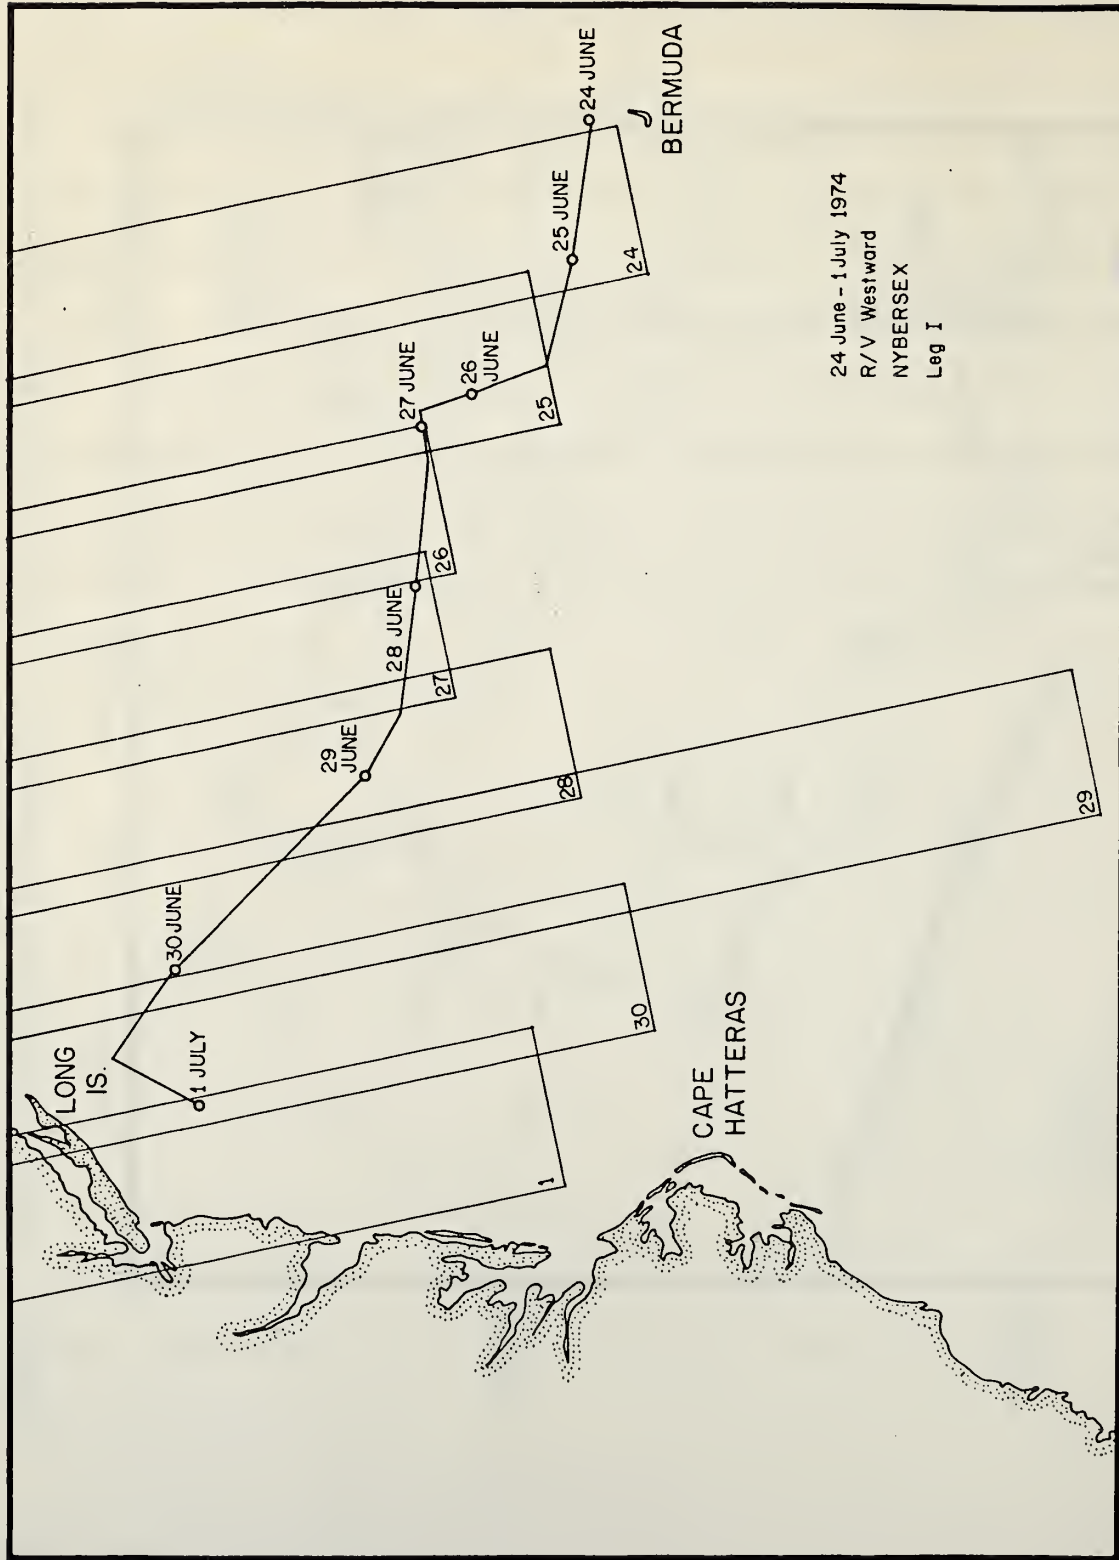 LONG
IS.
1 JULY
30 JUNE
29
JUNE
28 JUNE
27 JUNE
26
JUNE
25 JUNE
24 JUNE
BERMUDA
CAPE
HATTERAS
1
30
29
28
27
26
25
24
24 June - 1 July 1974
R/V Westward
NYBERSEX
Leg I